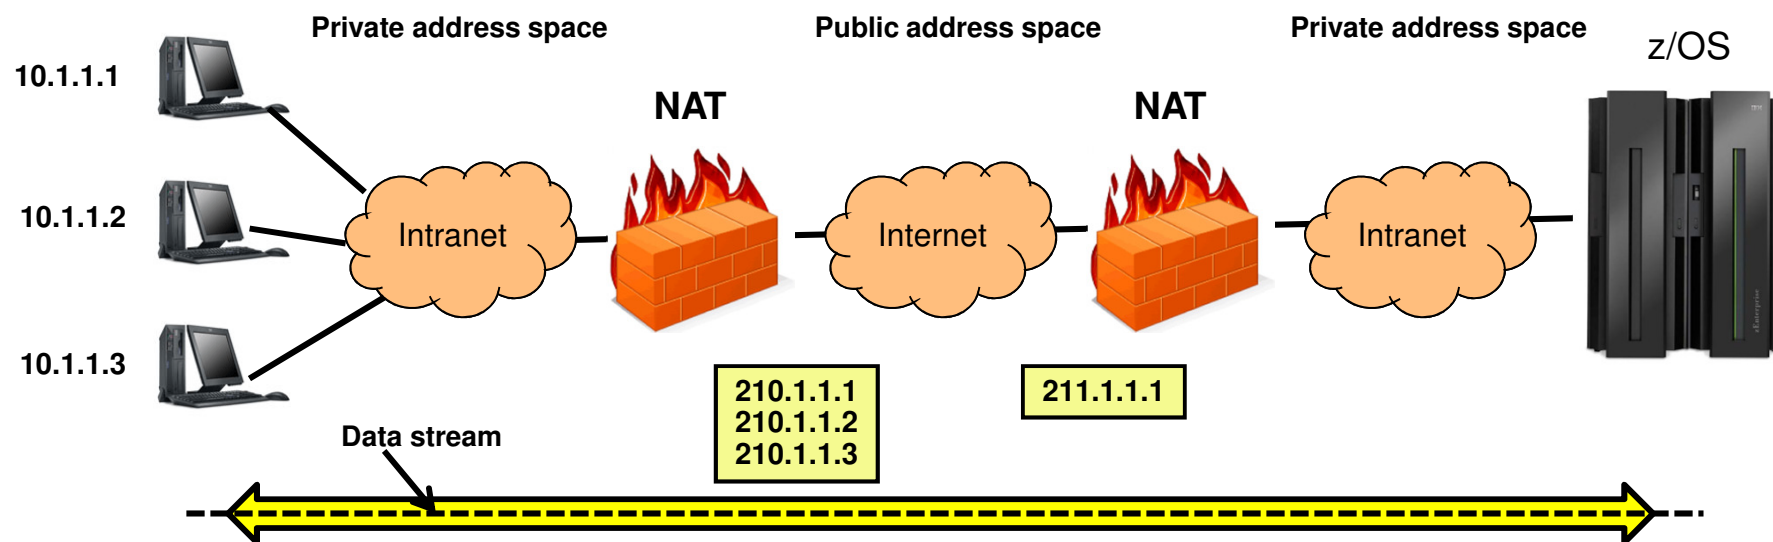 Private address space
Public address space
Private address space
z/OS
10.1.1.1
NAT
NAT
10.1.1.2
Intranet
Internet
Intranet
10.1.1.3
210.1.1.1
210.1.1.2
210.1.1.3
211.1.1.1
Data stream
IBM
zEnterprise